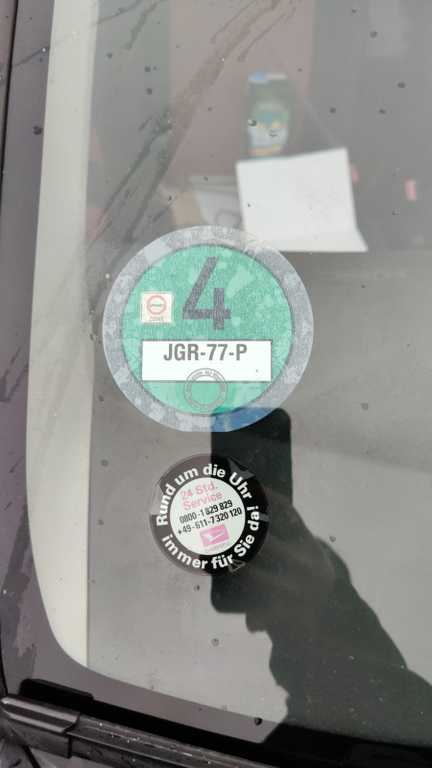 4
ZONE
JGR-77-P
Rund um die Uhr
24 Std.
Service
0800-1 829 829
+49-611-7 320 120
immer für Sie da!